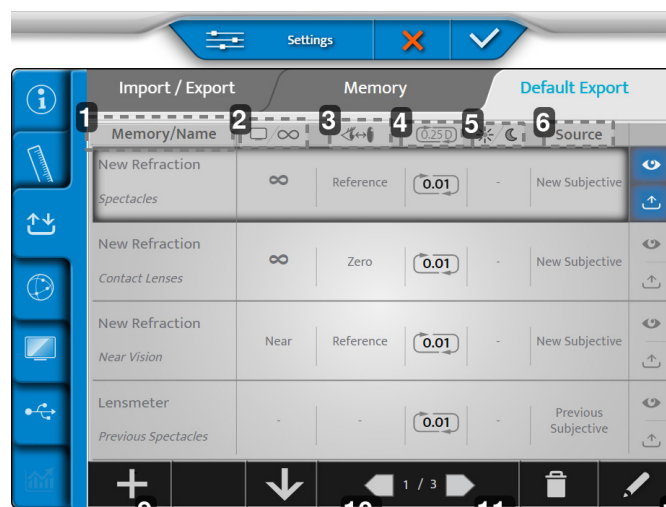 Settings
Import / Export
Memory
Default Export
1 Memory/Name
2 ∞
3
4 0.25 D
5
6 Source
New Refraction
Spectacles
∞
Reference
0.01
-
New Subjective
New Refraction
Contact Lenses
∞
Zero
0.01
-
New Subjective
New Refraction
Near Vision
Near
Reference
0.01
-
New Subjective
Lensmeter
Previous Spectacles
-
-
0.01
-
Previous
Subjective
1 / 3